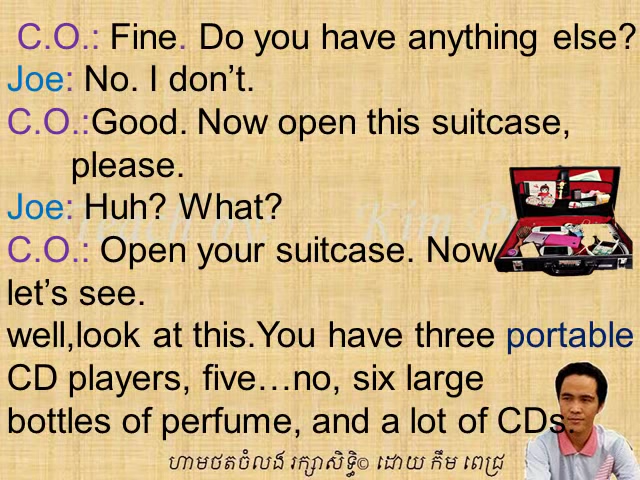 C.O.: Fine. Do you have anything else?
Joe: No. I don’t.
C.O.:Good. Now open this suitcase,
please.
Joe: Huh? What?
C.O.: Open your suitcase. Now
let’s see.
well,look at this.You have three portable
CD players, five…no, six large
bottles of perfume, and a lot of CDs.
ហាមថតចំលង រក្សាសិទ្ធិ© ដោយ កឹម ពេជ្រ